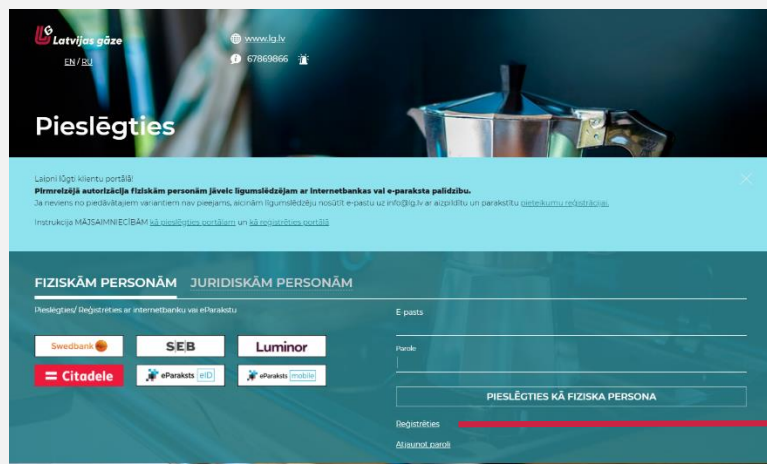 Latvijas gāze
EN / RU
www.lg.lv
67869866
Pieslēgties
Laipni lūgti klientu portālā!
Pirmreizējā autorizācija fiziskām personām jāveic līgumslēdzējam ar internetbankas vai e-paraksta palīdzību.
Ja neviens no piedāvātajiem variantiem nav pieejams, aicinām līgumslēdzēju nosūtīt e-pastu uz info@lg.lv ar aizpildītu un parakstītu pieteikumu reģistrācijai.
Instrukcija MĀJSAIMNIECĪBĀM kā pieslēgties portālam un kā reģistrēties portālā
FIZISKĀM PERSONĀM JURIDISKĀM PERSONĀM
Pieslēgties/ Reģistrēties ar internetbanku vai eParakstu
Swedbank SEB Luminor
Citadele eParaksts eID eParaksts mobile
E-pasts
Parole
PIESLĒGTIES KĀ FIZISKA PERSONA
Reģistrēties
Atjaunot paroli